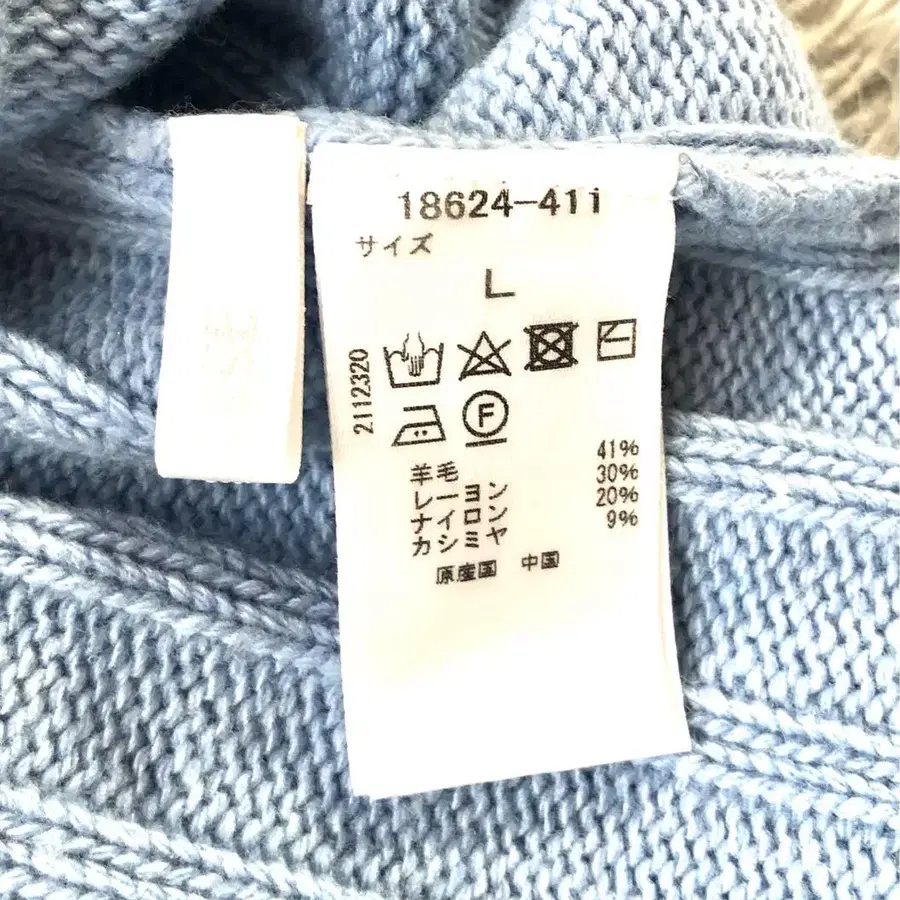 18624-411
サイズ
L
2112320
F
羊毛 41%
レーヨン 30%
ナイロン 20%
カシミヤ 9%
原産国 中国